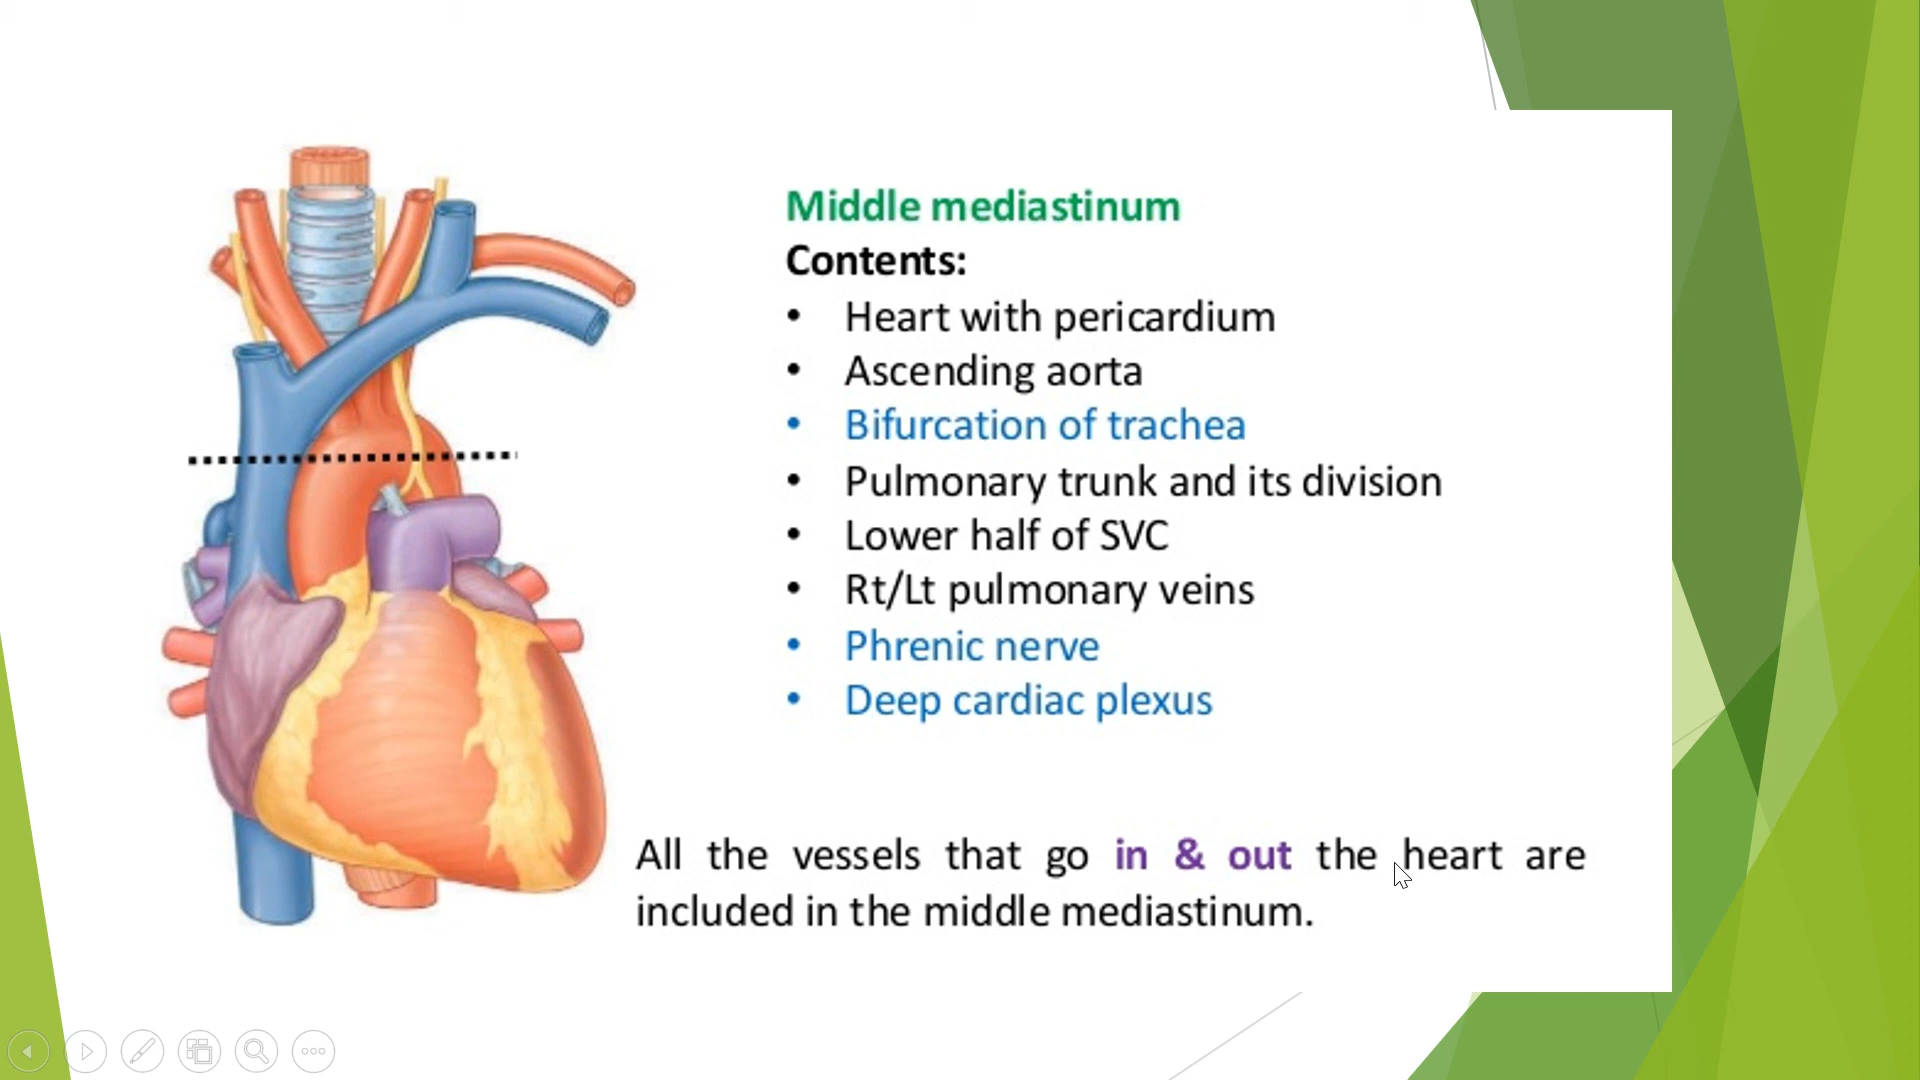 Middle mediastinum
Contents:
• Heart with pericardium
• Ascending aorta
• Bifurcation of trachea
• Pulmonary trunk and its division
• Lower half of SVC
• Rt/Lt pulmonary veins
• Phrenic nerve
• Deep cardiac plexus
All the vessels that go in & out the heart are
included in the middle mediastinum.